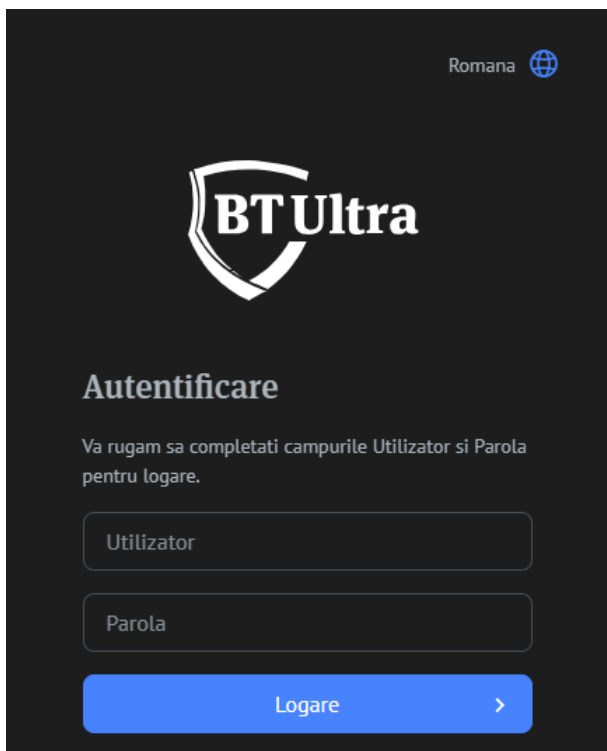 Romana
BT Ultra
Autentificare
Va rugam sa completati campurile Utilizator si Parola
pentru logare.
Utilizator
Parola
Logare